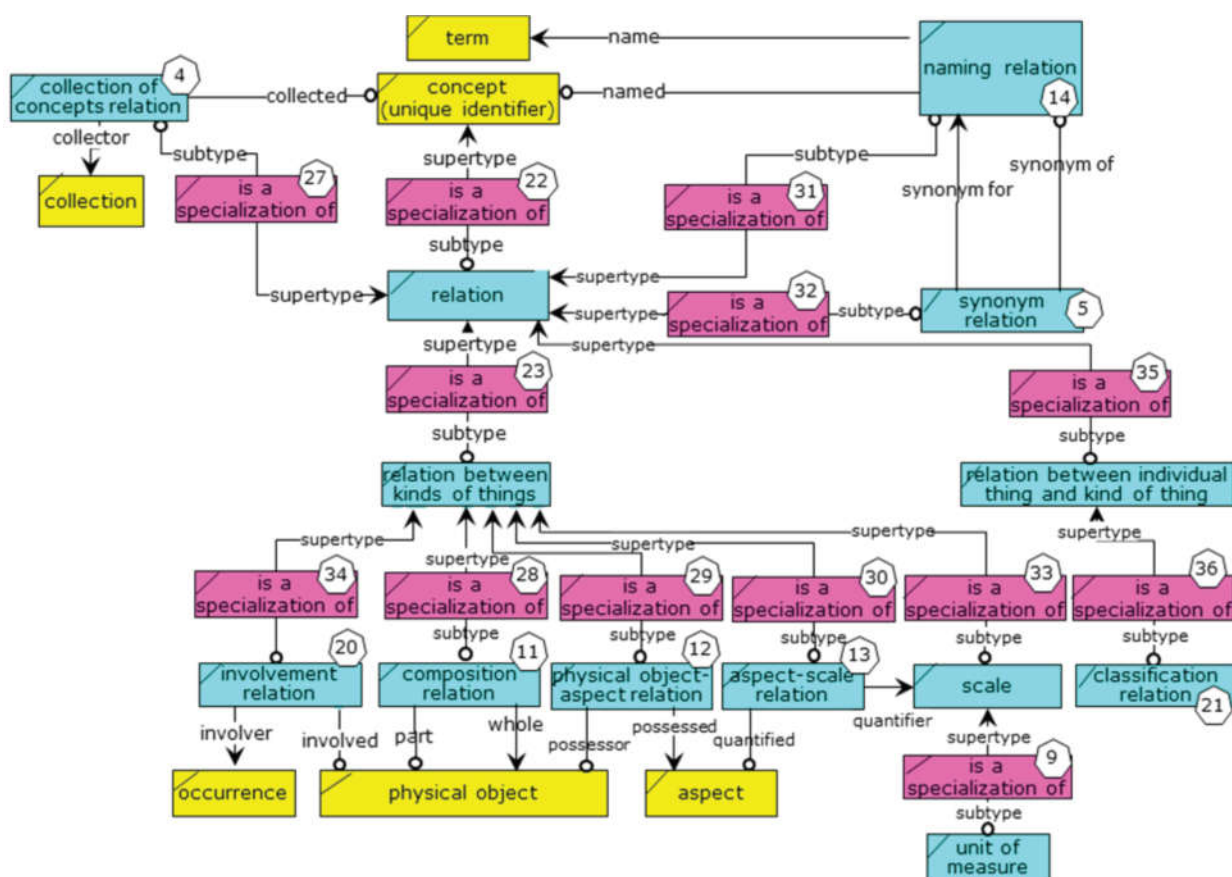 term
name
naming relation
14
collection of
concepts relation
4
collected
concept
(unique identifier)
named
collector
subtype
supertype
subtype
synonym for
synonym of
collection
is a
specialization of
27
is a
specialization of
22
is a
specialization of
31
subtype
supertype
relation
supertype
supertype
is a
specialization of
32
subtype
synonym
relation
5
supertype
supertype
is a
specialization of
23
is a
specialization of
35
subtype
subtype
relation between
kinds of things
relation between individual
thing and kind of thing
supertype
supertype
supertype
supertype
supertype
is a
specialization of
34
is a
specialization of
28
is a
specialization of
29
is a
specialization of
30
is a
specialization of
33
is a
specialization of
36
subtype
subtype
subtype
subtype
subtype
involvement
relation
20
composition
relation
11
physical object-
aspect relation
12
aspect-scale
relation
13
scale
classification
relation
21
quantifier
involver
involved
part
whole
possessor
possessed
quantified
supertype
occurrence
physical object
aspect
is a
specialization of
9
subtype
unit of
measure